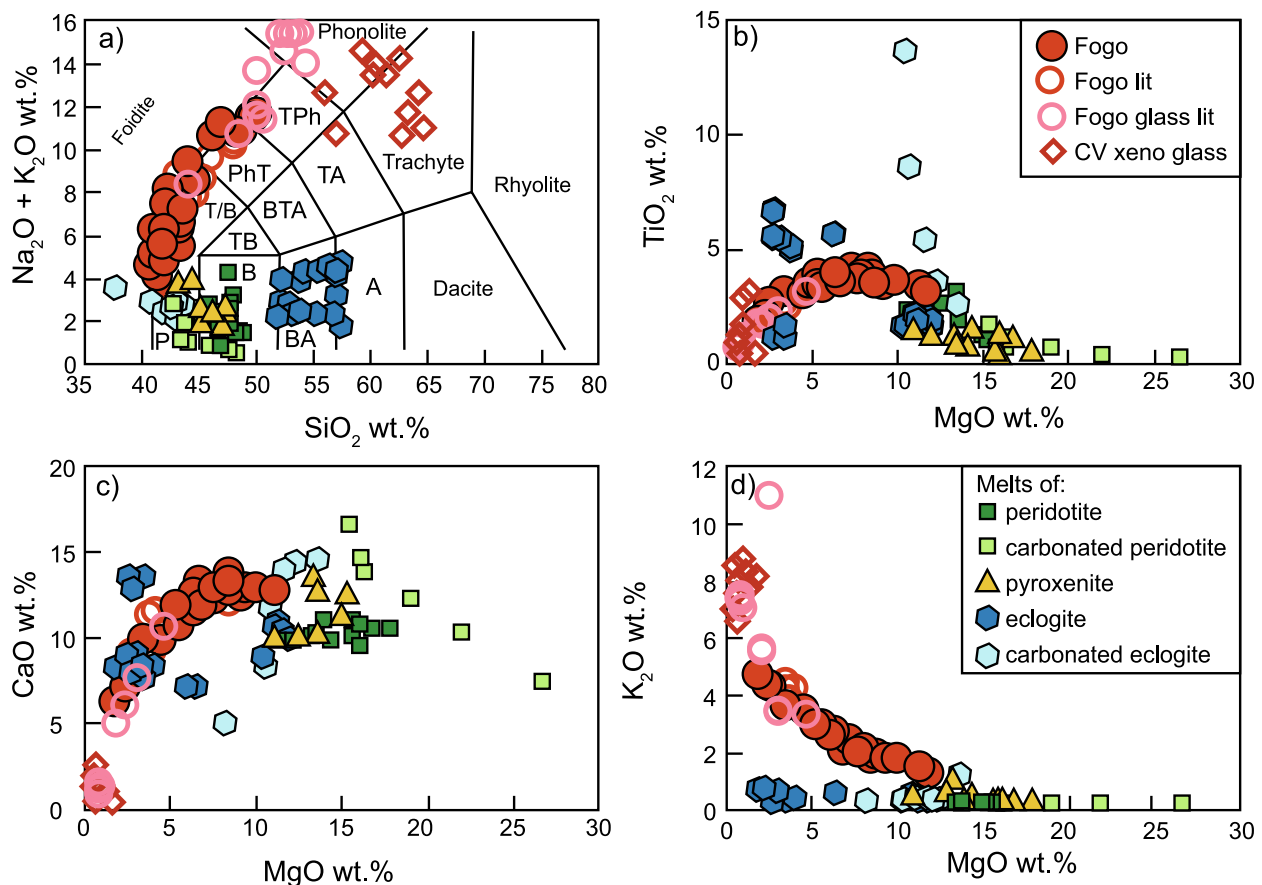 a)
Na₂O + K₂O wt.%
16
14
12
10
8
6
4
2
0
Foidite
Phonolite
TPh
PhT
TA
Trachyte
Rhyolite
T/B
BTA
TB
B
A
Dacite
P
BA
35 40 45 50 55 60 65 70 75 80
SiO₂ wt.%
b)
TiO₂ wt.%
15
10
5
0
Fogo
Fogo lit
Fogo glass lit
CV xeno glass
0 5 10 15 20 25 30
MgO wt.%
c)
CaO wt.%
20
15
10
5
0
0 5 10 15 20 25 30
MgO wt.%
d)
K₂O wt.%
12
10
8
6
4
2
0
Melts of:
peridotite
carbonated peridotite
pyroxenite
eclogite
carbonated eclogite
0 5 10 15 20 25 30
MgO wt.%